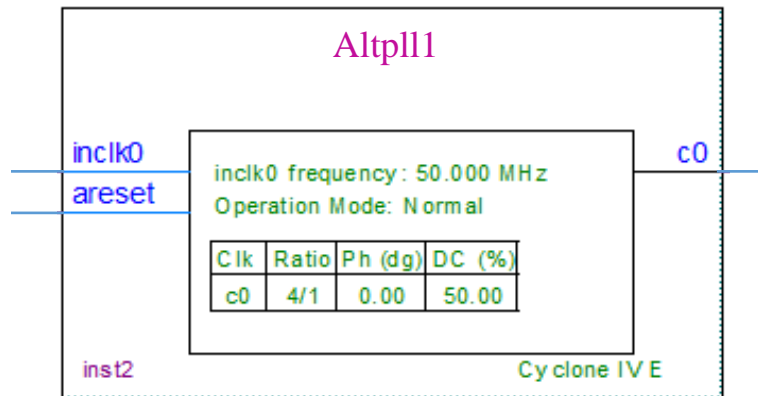 Altpll1
inclk0
areset
c0
inclk0 frequency: 50.000 MHz
Operation Mode: Normal
Clk Ratio Ph (dg) DC (%)
c0 4/1 0.00 50.00
inst2
Cyclone IV E